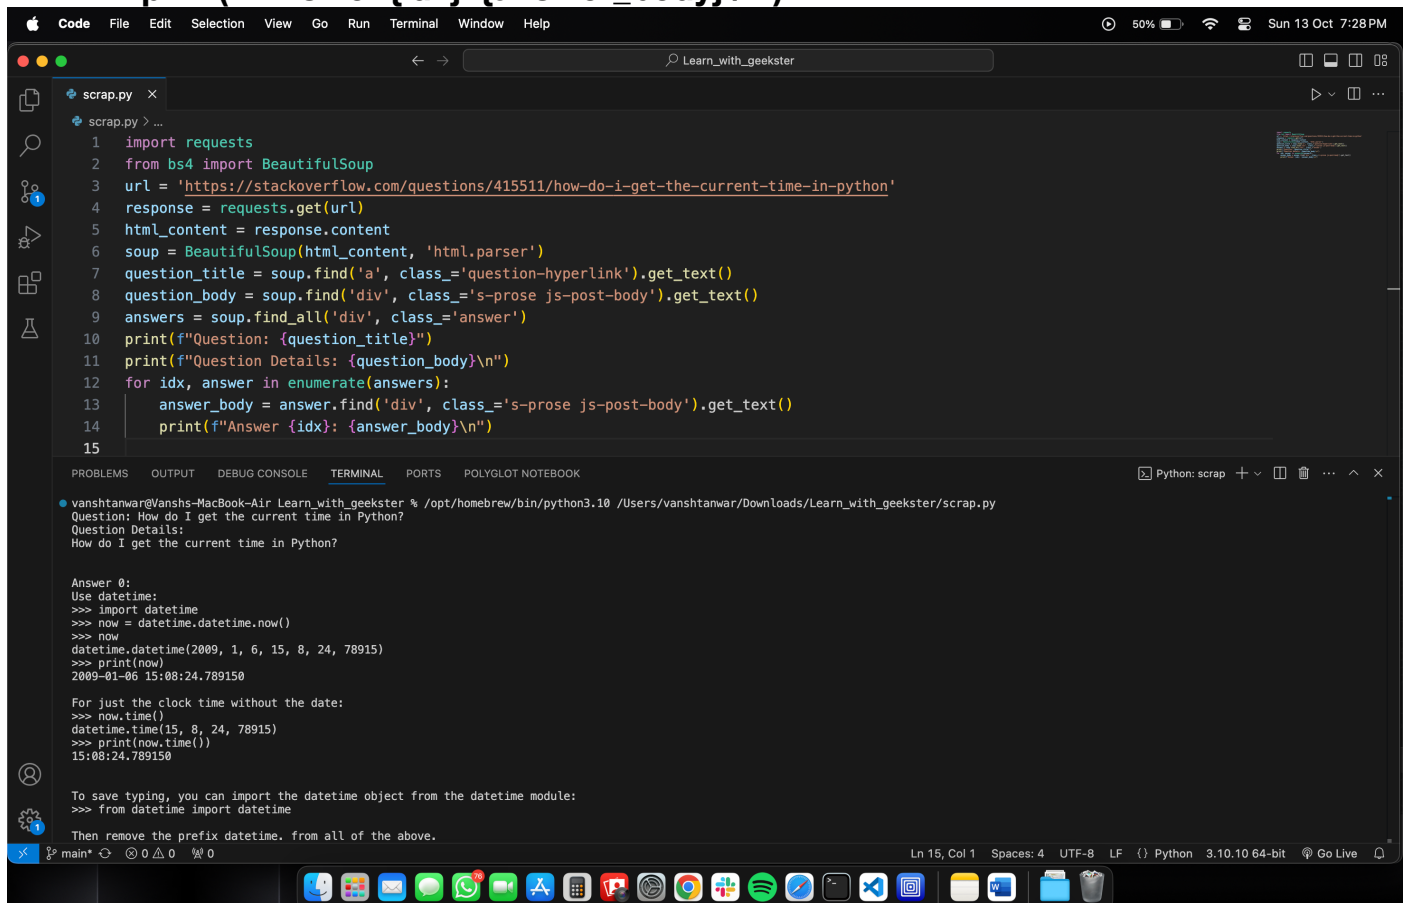 Code File Edit Selection View Go Run Terminal Window Help 50% Sun 13 Oct 7:28 PM
Learn_with_geekster
scrap.py
scrap.py > ...
1 import requests
2 from bs4 import BeautifulSoup
3 url = 'https://stackoverflow.com/questions/415511/how-do-i-get-the-current-time-in-python'
4 response = requests.get(url)
5 html_content = response.content
6 soup = BeautifulSoup(html_content, 'html.parser')
7 question_title = soup.find('a', class_='question-hyperlink').get_text()
8 question_body = soup.find('div', class_='s-prose js-post-body').get_text()
9 answers = soup.find_all('div', class_='answer')
10 print(f"Question: {question_title}")
11 print(f"Question Details: {question_body}\n")
12 for idx, answer in enumerate(answers):
13     answer_body = answer.find('div', class_='s-prose js-post-body').get_text()
14     print(f"Answer {idx}: {answer_body}\n")
15
PROBLEMS OUTPUT DEBUG CONSOLE TERMINAL PORTS POLYGLOT NOTEBOOK Python: scrap
vanshtanwar@Vanshs-MacBook-Air Learn_with_geekster % /opt/homebrew/bin/python3.10 /Users/vanshtanwar/Downloads/Learn_with_geekster/scrap.py
Question: How do I get the current time in Python?
Question Details:
How do I get the current time in Python?
Answer 0:
Use datetime:
>>> import datetime
>>> now = datetime.datetime.now()
>>> now
datetime.datetime(2009, 1, 6, 15, 8, 24, 78915)
>>> print(now)
2009-01-06 15:08:24.789150
For just the clock time without the date:
>>> now.time()
datetime.time(15, 8, 24, 78915)
>>> print(now.time())
15:08:24.789150
To save typing, you can import the datetime object from the datetime module:
>>> from datetime import datetime
Then remove the prefix datetime. from all of the above.
main* 0 0 0 Ln 15, Col 1 Spaces: 4 UTF-8 LF {} Python 3.10.10 64-bit Go Live
76